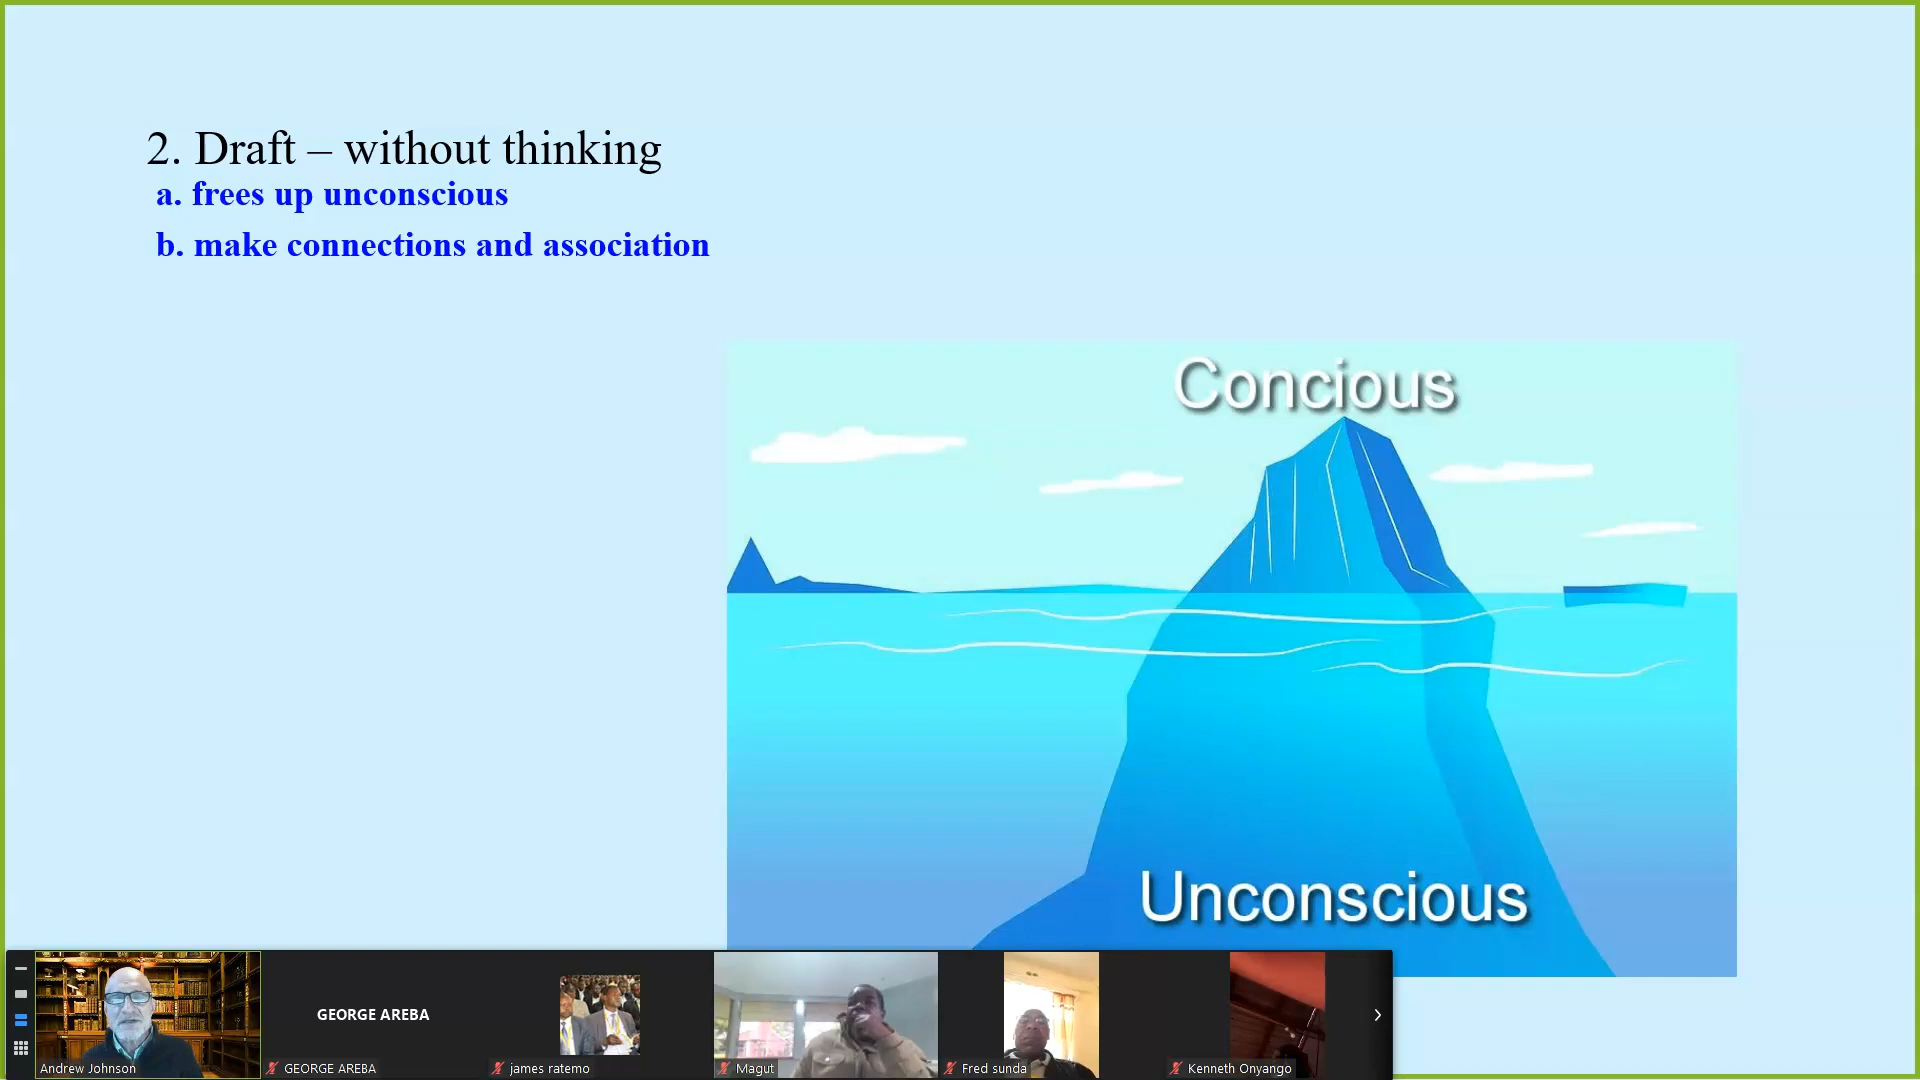 2. Draft – without thinking
a. frees up unconscious
b. make connections and association
Concious
Unconscious
GEORGE AREBA
Andrew Johnson
GEORGE AREBA
james ratemo
Magut
Fred sunda
Kenneth Onyango